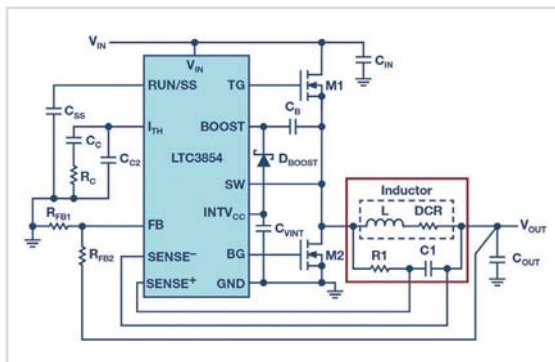 V_IN
V_IN
C_IN
RUN/SS
TG
M1
C_SS
I_TH
BOOST
C_B
C_C
C_C2
LTC3854
D_BOOST
R_C
SW
Inductor
R_FB1
INTV_CC
L
DCR
V_OUT
FB
C_VINT
R_FB2
SENSE⁻
BG
M2
R1
C1
C_OUT
SENSE⁺
GND